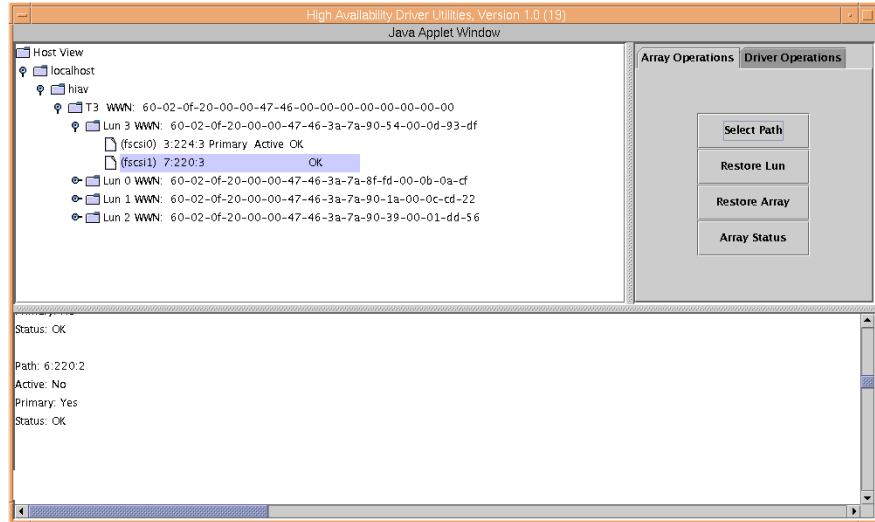 High Availability Driver Utilities, Version 1.0 (19)
Java Applet Window
Host View
localhost
hiav
T3 WWN: 60-02-0f-20-00-00-47-46-00-00-00-00-00-00-00-00
Lun 3 WWN: 60-02-0f-20-00-00-47-46-3a-7a-90-54-00-0d-93-df
(fscsi0) 3:224:3 Primary Active OK
(fscsi1) 7:220:3 OK
Lun 0 WWN: 60-02-0f-20-00-00-47-46-3a-7a-8f-fd-00-0b-0a-cf
Lun 1 WWN: 60-02-0f-20-00-00-47-46-3a-7a-90-1a-00-0c-cd-22
Lun 2 WWN: 60-02-0f-20-00-00-47-46-3a-7a-90-39-00-01-dd-56
Array Operations Driver Operations
Select Path
Restore Lun
Restore Array
Array Status
Status: OK
Path: 6:220:2
Active: No
Primary: Yes
Status: OK